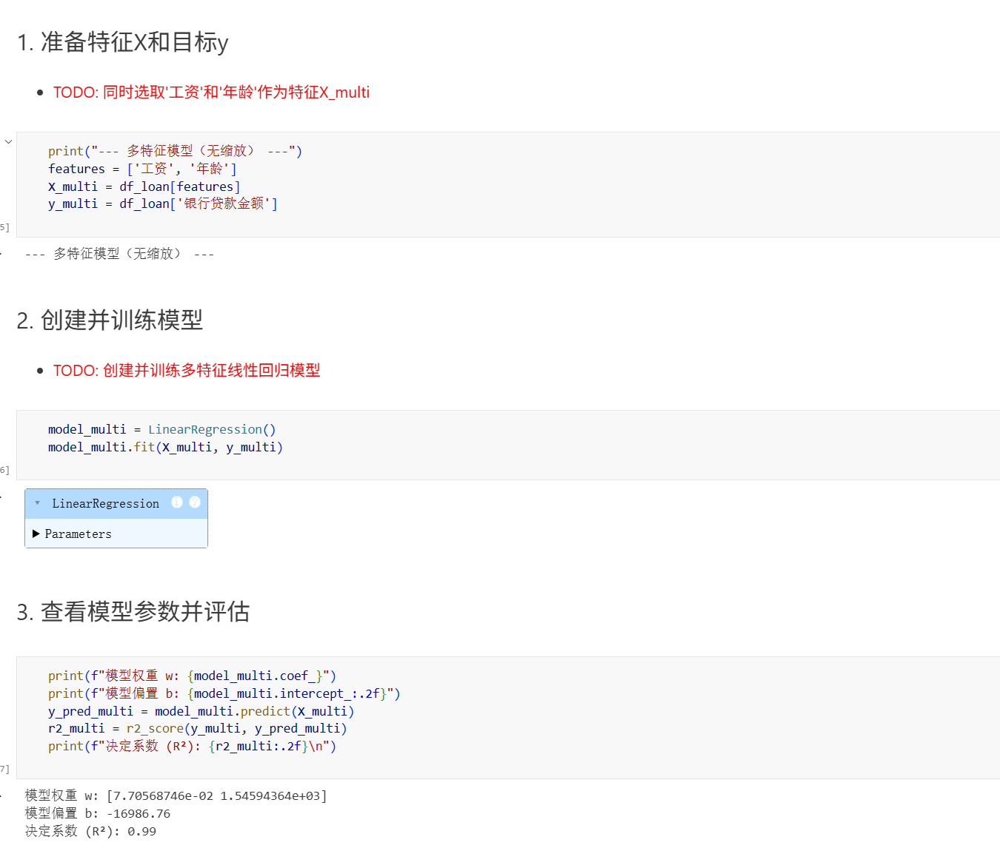 1. 准备特征X和目标y
TODO: 同时选取'工资'和'年龄'作为特征X_multi
print("--- 多特征模型（无缩放） ---")
features = ['工资', '年龄']
X_multi = df_loan[features]
y_multi = df_loan['银行贷款金额']
5]
--- 多特征模型（无缩放） ---
2. 创建并训练模型
TODO: 创建并训练多特征线性回归模型
model_multi = LinearRegression()
model_multi.fit(X_multi, y_multi)
6]
LinearRegression i ?
Parameters
3. 查看模型参数并评估
print(f"模型权重 w: {model_multi.coef_}")
print(f"模型偏置 b: {model_multi.intercept_:.2f}")
y_pred_multi = model_multi.predict(X_multi)
r2_multi = r2_score(y_multi, y_pred_multi)
print(f"决定系数 (R²): {r2_multi:.2f}\n")
7]
模型权重 w: [7.70568746e-02 1.54594364e+03]
模型偏置 b: -16986.76
决定系数 (R²): 0.99